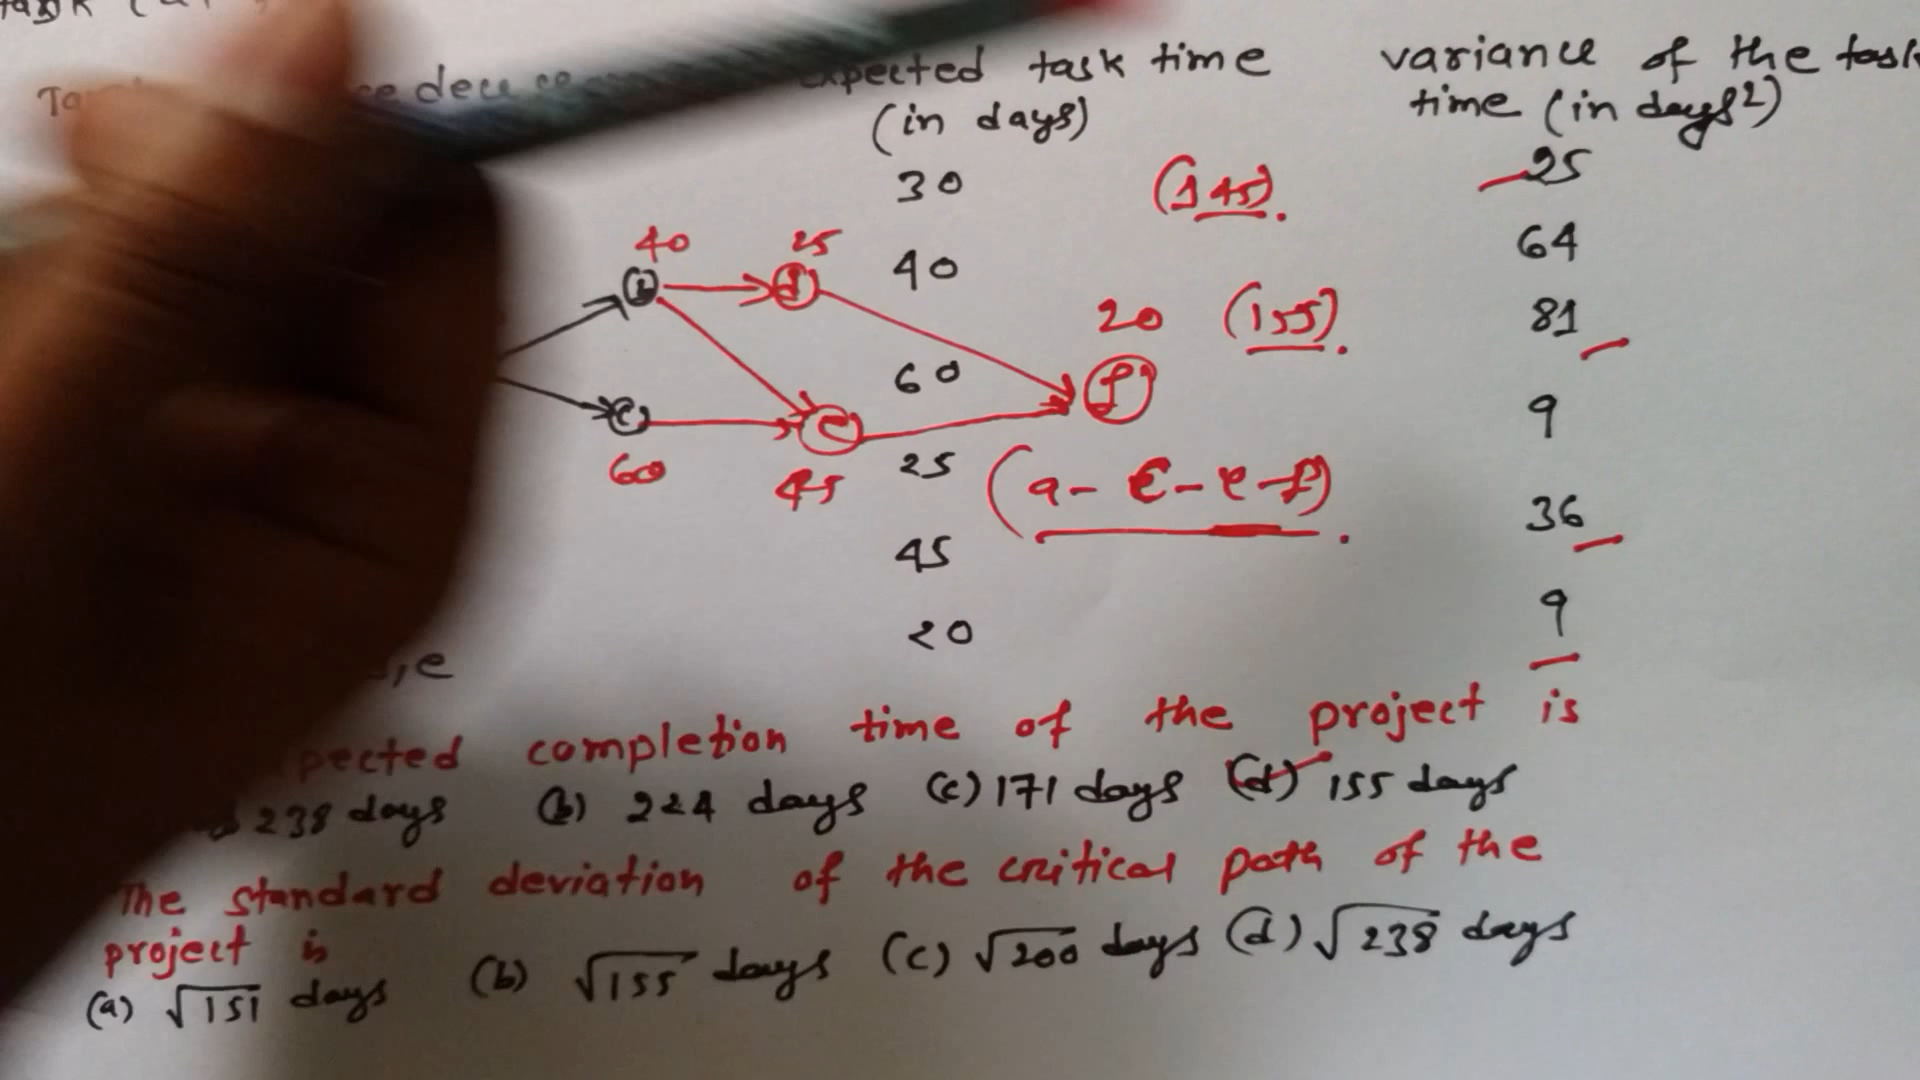 expected task time variance of the task
(in days) time (in days²)
30 (145). 25
40 25 40 64
20 (155). 81
60 f 9
e
60 45 25 (a - c - e - f). 36
45
20 9
,e
pected completion time of the project is
238 days (b) 224 days (c) 171 days (d) 155 days
The standard deviation of the critical path of the
project is
(a) √151 days (b) √155 days (c) √200 days (d) √238 days